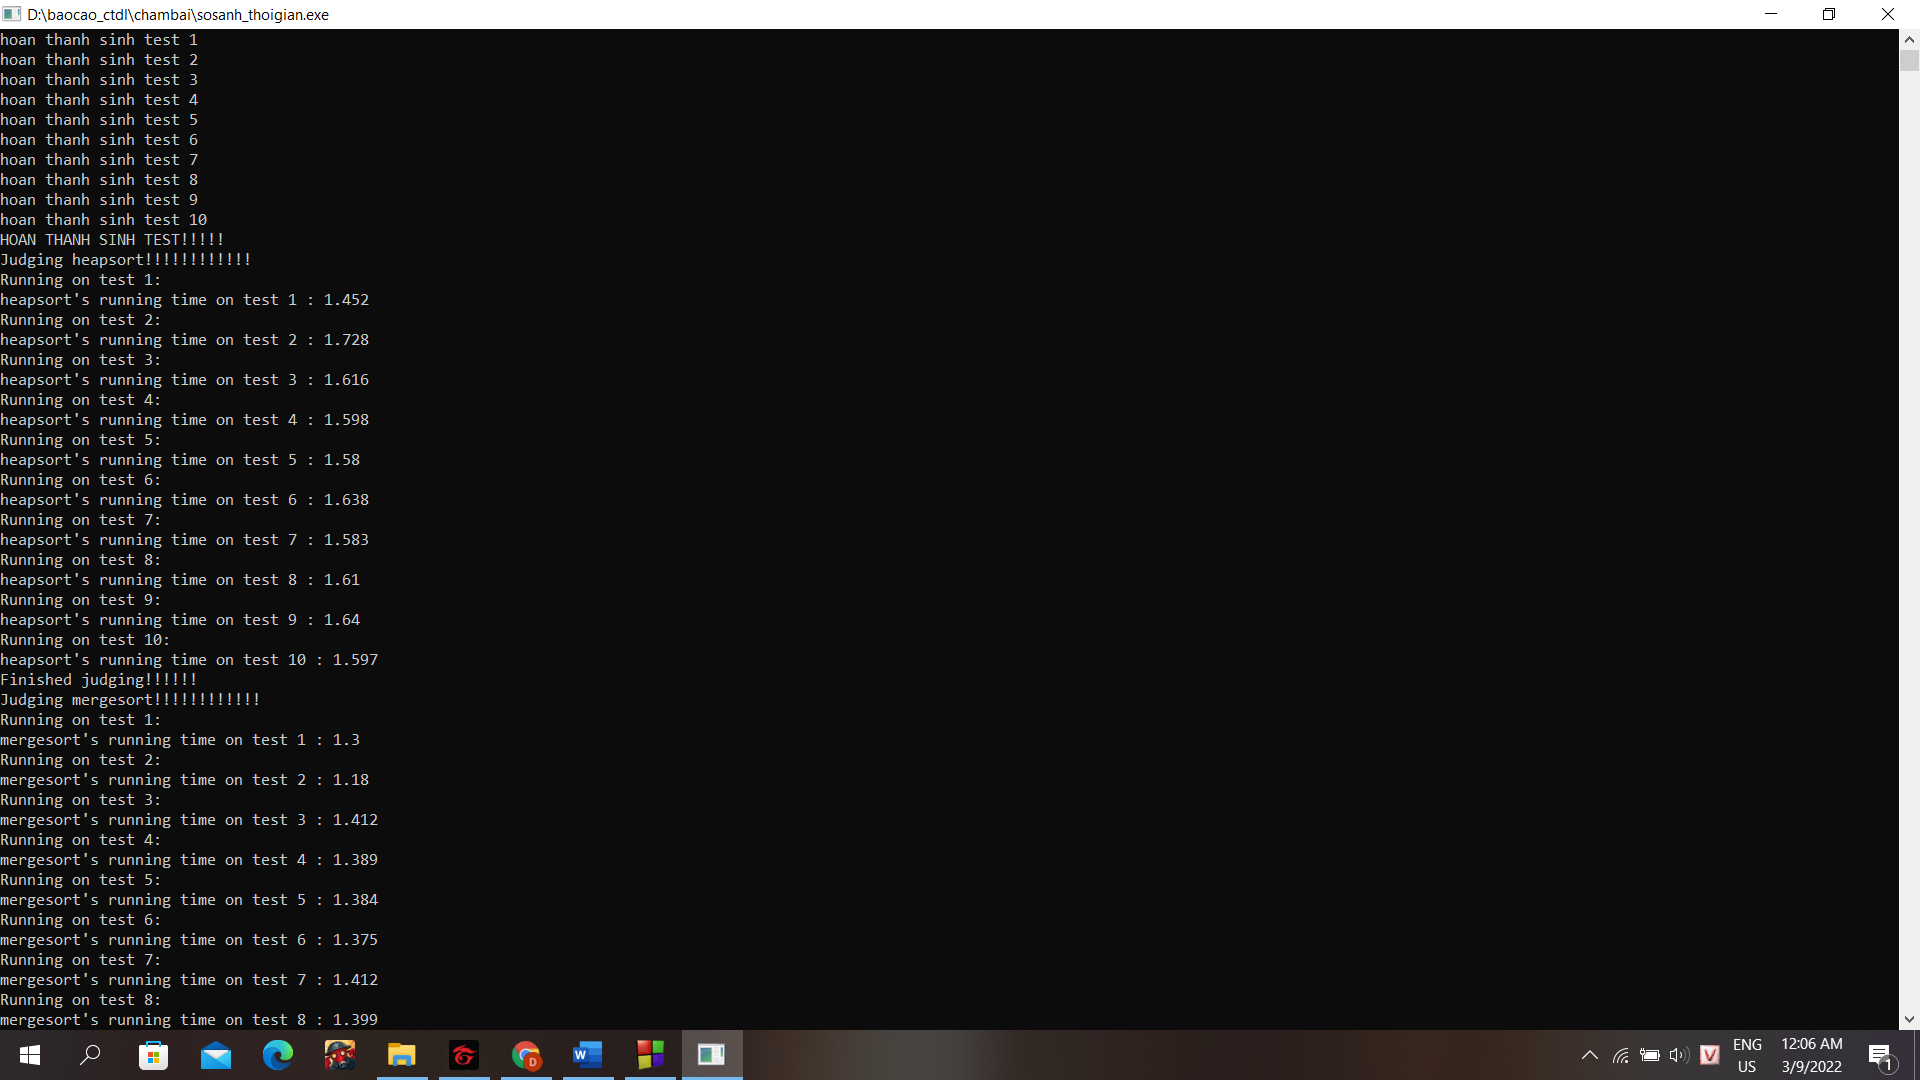 D:\baocao_ctdl\chambai\sosanh_thoigian.exe
hoan thanh sinh test 1
hoan thanh sinh test 2
hoan thanh sinh test 3
hoan thanh sinh test 4
hoan thanh sinh test 5
hoan thanh sinh test 6
hoan thanh sinh test 7
hoan thanh sinh test 8
hoan thanh sinh test 9
hoan thanh sinh test 10
HOAN THANH SINH TEST!!!!!
Judging heapsort!!!!!!!!!!!!
Running on test 1:
heapsort's running time on test 1 : 1.452
Running on test 2:
heapsort's running time on test 2 : 1.728
Running on test 3:
heapsort's running time on test 3 : 1.616
Running on test 4:
heapsort's running time on test 4 : 1.598
Running on test 5:
heapsort's running time on test 5 : 1.58
Running on test 6:
heapsort's running time on test 6 : 1.638
Running on test 7:
heapsort's running time on test 7 : 1.583
Running on test 8:
heapsort's running time on test 8 : 1.61
Running on test 9:
heapsort's running time on test 9 : 1.64
Running on test 10:
heapsort's running time on test 10 : 1.597
Finished judging!!!!!!
Judging mergesort!!!!!!!!!!!!
Running on test 1:
mergesort's running time on test 1 : 1.3
Running on test 2:
mergesort's running time on test 2 : 1.18
Running on test 3:
mergesort's running time on test 3 : 1.412
Running on test 4:
mergesort's running time on test 4 : 1.389
Running on test 5:
mergesort's running time on test 5 : 1.384
Running on test 6:
mergesort's running time on test 6 : 1.375
Running on test 7:
mergesort's running time on test 7 : 1.412
Running on test 8:
mergesort's running time on test 8 : 1.399
W
D
V
ENG
US
12:06 AM
3/9/2022
1